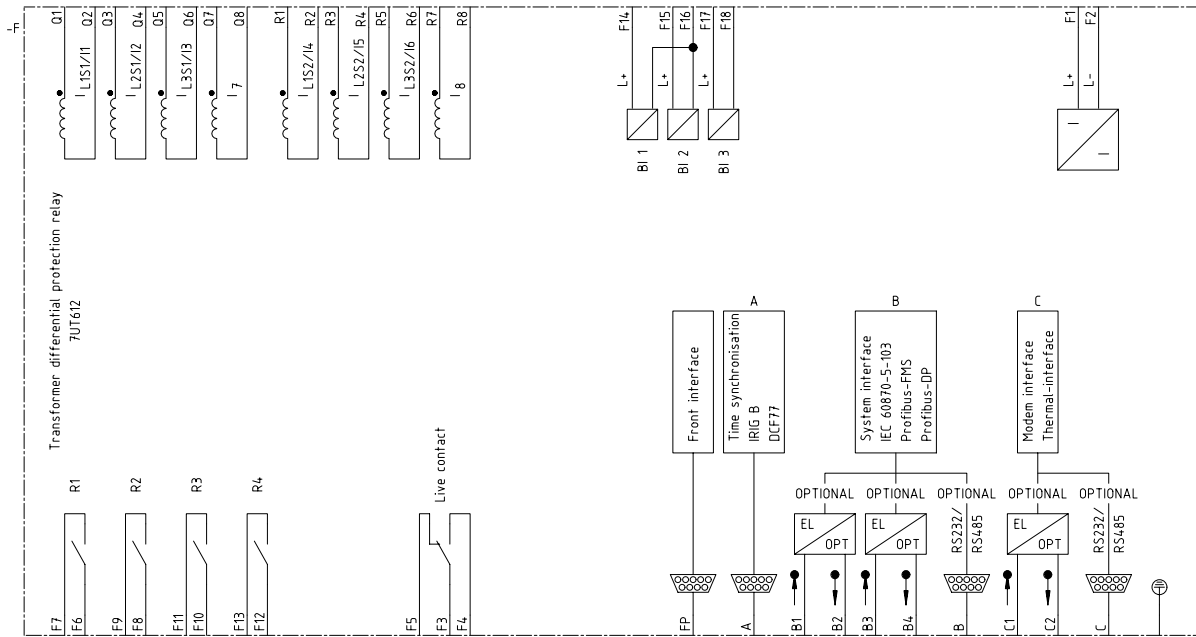 -F
Q1
Q2
Q3
Q4
Q5
Q6
Q7
Q8
R1
R2
R3
R4
R5
R6
R7
R8
F14
F15
F16
F17
F18
F1
F2
I L1S1/I1
I L2S1/I2
I L3S1/I3
I 7
I L1S2/I4
I L2S2/I5
I L3S2/I6
I 8
L+
L+
L+
L+
L-
BI 1
BI 2
BI 3
Transformer differential protection relay
7UT612
A
B
C
Front interface
Time synchronisation
IRIG B
DCF77
System interface
IEC 60870-5-103
Profibus-FMS
Profibus-DP
Modem interface
Thermal-interface
R1
R2
R3
R4
Live contact
OPTIONAL
OPTIONAL
OPTIONAL
OPTIONAL
OPTIONAL
EL
OPT
EL
OPT
RS232/
RS485
EL
OPT
RS232/
RS485
F7
F6
F9
F8
F11
F10
F13
F12
F5
F3
F4
FP
A
B1
B2
B3
B4
B
C1
C2
C